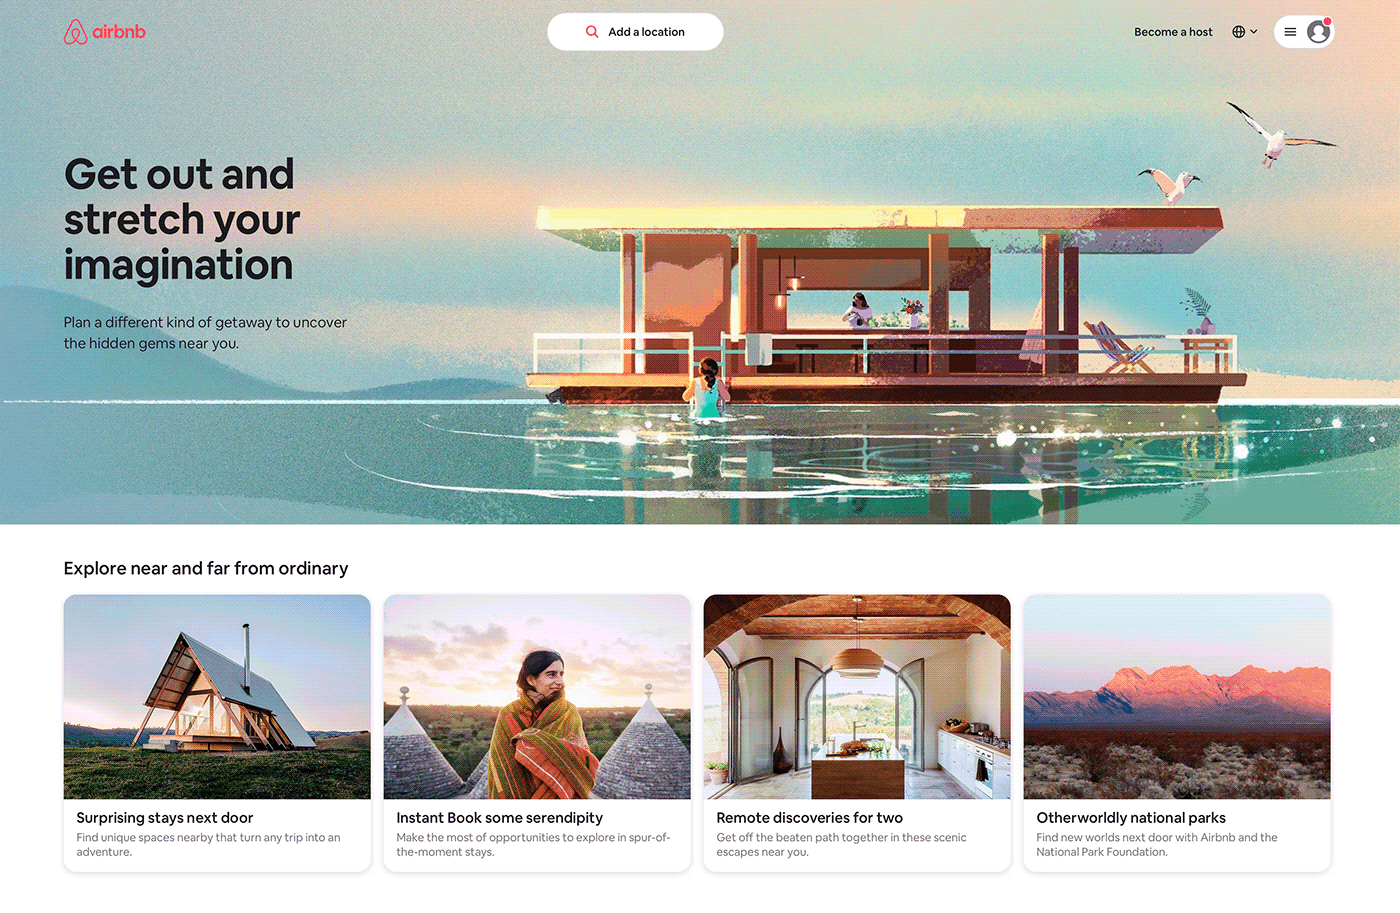 airbnb
Add a location
Become a host
Get out and
stretch your
imagination
Plan a different kind of getaway to uncover
the hidden gems near you.
Explore near and far from ordinary
Surprising stays next door
Find unique spaces nearby that turn any trip into an
adventure.
Instant Book some serendipity
Make the most of opportunities to explore in spur-of-
the-moment stays.
Remote discoveries for two
Get off the beaten path together in these scenic
escapes near you.
Otherworldly national parks
Find new worlds next door with Airbnb and the
National Park Foundation.